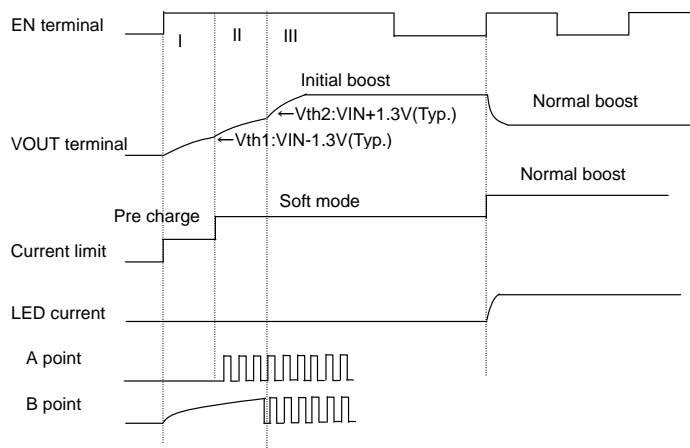 EN terminal
I
II
III
Initial boost
Normal boost
←Vth2:VIN+1.3V(Typ.)
VOUT terminal
←Vth1:VIN-1.3V(Typ.)
Normal boost
Pre charge
Soft mode
Current limit
LED current
A point
B point